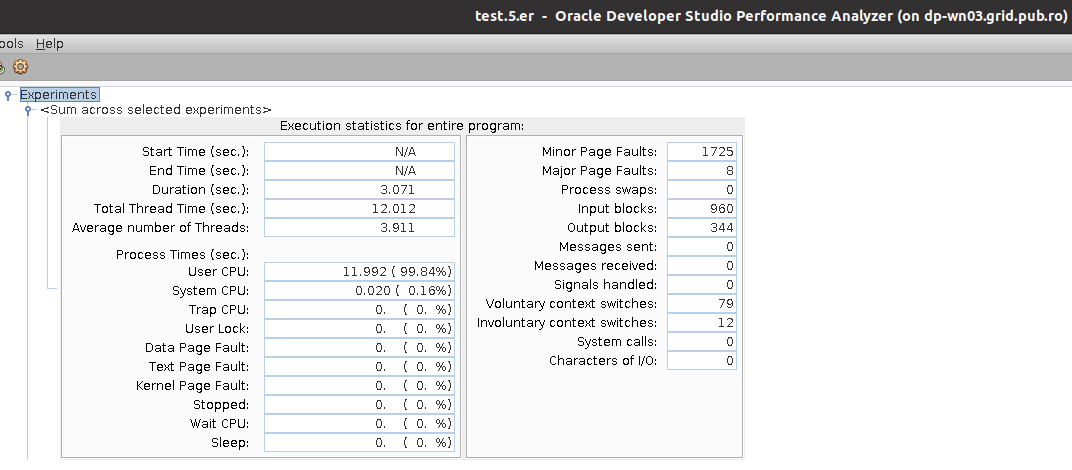 test.5.er - Oracle Developer Studio Performance Analyzer (on dp-wn03.grid.pub.ro)
ools Help
Experiments
<Sum across selected experiments>
Execution statistics for entire program:
Start Time (sec.): N/A
End Time (sec.): N/A
Duration (sec.): 3.071
Total Thread Time (sec.): 12.012
Average number of Threads: 3.911
Process Times (sec.):
User CPU: 11.992 ( 99.84%)
System CPU: 0.020 ( 0.16%)
Trap CPU: 0. ( 0. %)
User Lock: 0. ( 0. %)
Data Page Fault: 0. ( 0. %)
Text Page Fault: 0. ( 0. %)
Kernel Page Fault: 0. ( 0. %)
Stopped: 0. ( 0. %)
Wait CPU: 0. ( 0. %)
Sleep: 0. ( 0. %)
Minor Page Faults: 1725
Major Page Faults: 8
Process swaps: 0
Input blocks: 960
Output blocks: 344
Messages sent: 0
Messages received: 0
Signals handled: 0
Voluntary context switches: 79
Involuntary context switches: 12
System calls: 0
Characters of I/O: 0